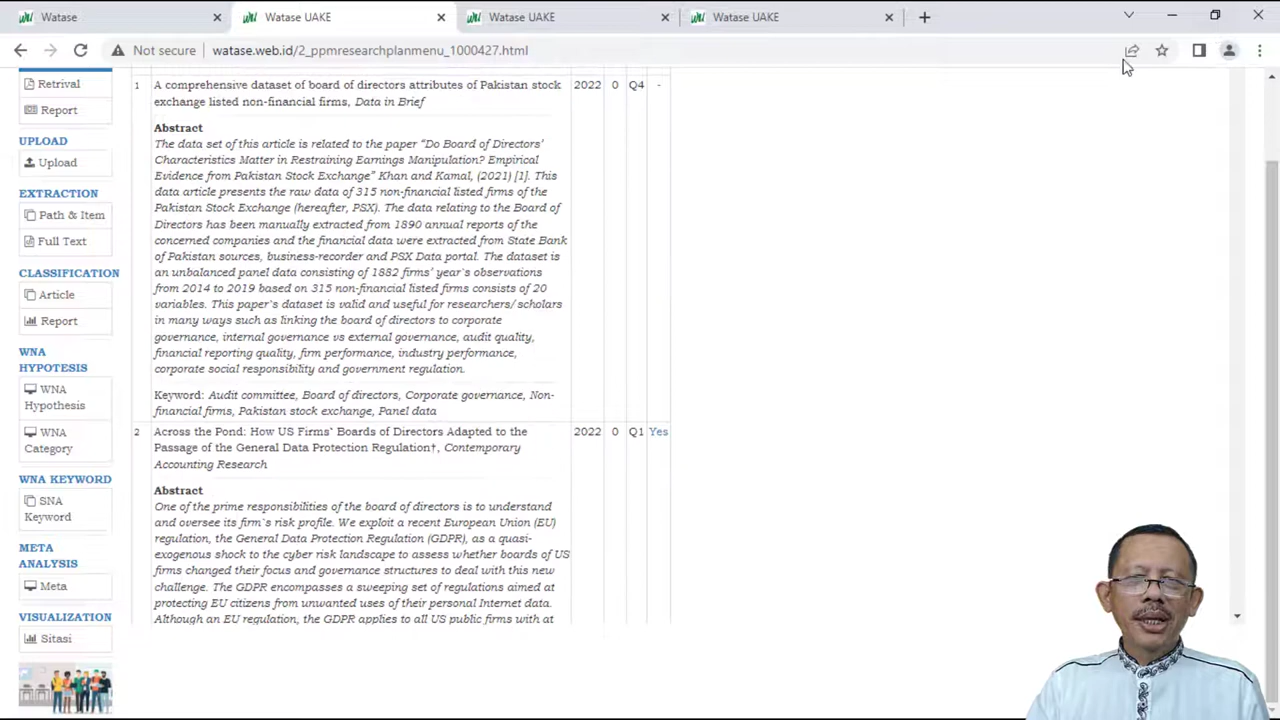 Watase
Watase UAKE
Watase UAKE
Watase UAKE
Not secure
watase.web.id/2_ppmresearchplanmenu_1000427.html
Retrival
Report
UPLOAD
Upload
EXTRACTION
Path & Item
Full Text
CLASSIFICATION
Article
Report
WNA
HYPOTESIS
WNA
Hypothesis
WNA
Category
WNA KEYWORD
SNA
Keyword
META
ANALYSIS
Meta
VISUALIZATION
Sitasi
1 A comprehensive dataset of board of directors attributes of Pakistan stock 2022 0 Q4 -
exchange listed non-financial firms, Data in Brief
Abstract
The data set of this article is related to the paper “Do Board of Directors’
Characteristics Matter in Restraining Earnings Manipulation? Empirical
Evidence from Pakistan Stock Exchange” Khan and Kamal, (2021) [1]. This
data article presents the raw data of 315 non-financial listed firms of the
Pakistan Stock Exchange (hereafter, PSX). The data relating to the Board of
Directors has been manually extracted from 1890 annual reports of the
concerned companies and the financial data were extracted from State Bank
of Pakistan sources, business-recorder and PSX Data portal. The dataset is
an unbalanced panel data consisting of 1882 firms’ year`s observations
from 2014 to 2019 based on 315 non-financial listed firms consists of 20
variables. This paper`s dataset is valid and useful for researchers/ scholars
in many ways such as linking the board of directors to corporate
governance, internal governance vs external governance, audit quality,
financial reporting quality, firm performance, industry performance,
corporate social responsibility and government regulation.
Keyword: Audit committee, Board of directors, Corporate governance, Non-
financial firms, Pakistan stock exchange, Panel data
2 Across the Pond: How US Firms` Boards of Directors Adapted to the 2022 0 Q1 Yes
Passage of the General Data Protection Regulation†, Contemporary
Accounting Research
Abstract
One of the prime responsibilities of the board of directors is to understand
and oversee its firm`s risk profile. We exploit a recent European Union (EU)
regulation, the General Data Protection Regulation (GDPR), as a quasi-
exogenous shock to the cyber risk landscape to assess whether boards of US
firms changed their focus and governance structures to deal with this new
challenge. The GDPR encompasses a sweeping set of regulations aimed at
protecting EU citizens from unwanted uses of their personal Internet data.
Although an EU regulation, the GDPR applies to all US public firms with at